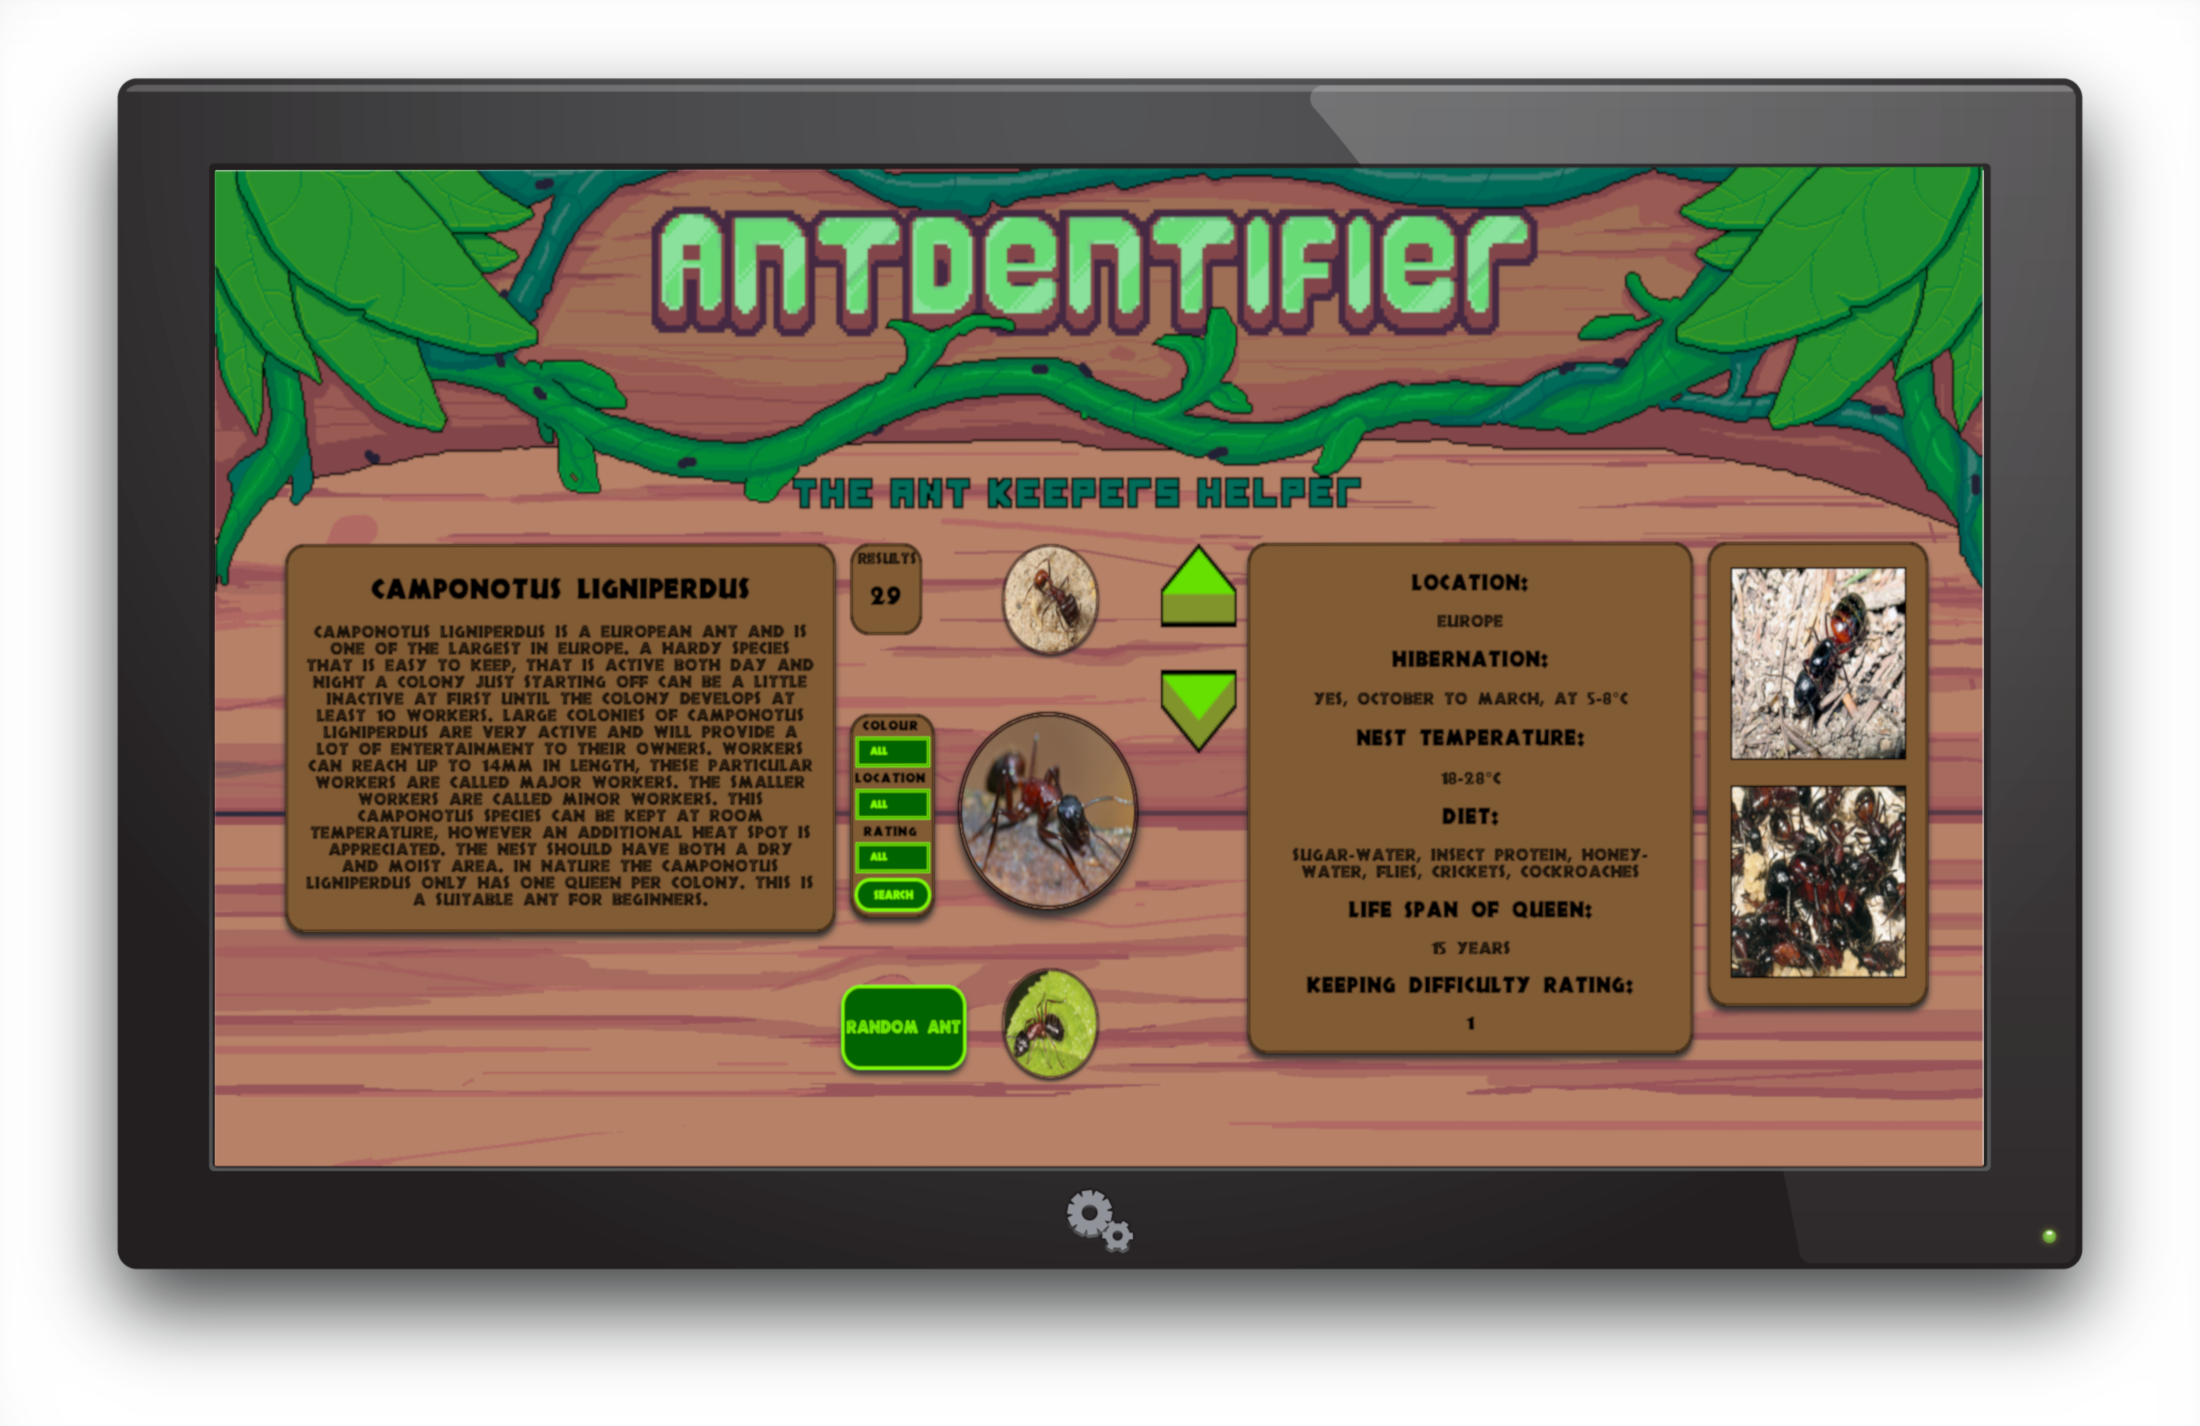 ANTDENTIFIER
THE ANT KEEPERS HELPER
CAMPONOTUS LIGNIPERDUS
CAMPONOTUS LIGNIPERDUS IS A EUROPEAN ANT AND IS
ONE OF THE LARGEST IN EUROPE. A HARDY SPECIES
THAT IS EASY TO KEEP, THAT IS ACTIVE BOTH DAY AND
NIGHT A COLONY JUST STARTING OFF CAN BE A LITTLE
INACTIVE AT FIRST UNTIL THE COLONY DEVELOPS AT
LEAST 10 WORKERS. LARGE COLONIES OF CAMPONOTUS
LIGNIPERDUS ARE VERY ACTIVE AND WILL PROVIDE A
LOT OF ENTERTAINMENT TO THEIR OWNERS. WORKERS
CAN REACH UP TO 14MM IN LENGTH, THESE PARTICULAR
WORKERS ARE CALLED MAJOR WORKERS. THE SMALLER
WORKERS ARE CALLED MINOR WORKERS. THIS
CAMPONOTUS SPECIES CAN BE KEPT AT ROOM
TEMPERATURE, HOWEVER AN ADDITIONAL HEAT SPOT IS
APPRECIATED. THE NEST SHOULD HAVE BOTH A DRY
AND MOIST AREA. IN NATURE THE CAMPONOTUS
LIGNIPERDUS ONLY HAS ONE QUEEN PER COLONY. THIS IS
A SUITABLE ANT FOR BEGINNERS.
RESULTS
29
COLOUR
ALL
LOCATION
ALL
RATING
ALL
SEARCH
RANDOM ANT
LOCATION:
EUROPE
HIBERNATION:
YES, OCTOBER TO MARCH, AT 5-8°C
NEST TEMPERATURE:
18-28°C
DIET:
SUGAR-WATER, INSECT PROTEIN, HONEY-
WATER, FLIES, CRICKETS, COCKROACHES
LIFE SPAN OF QUEEN:
15 YEARS
KEEPING DIFFICULTY RATING:
1